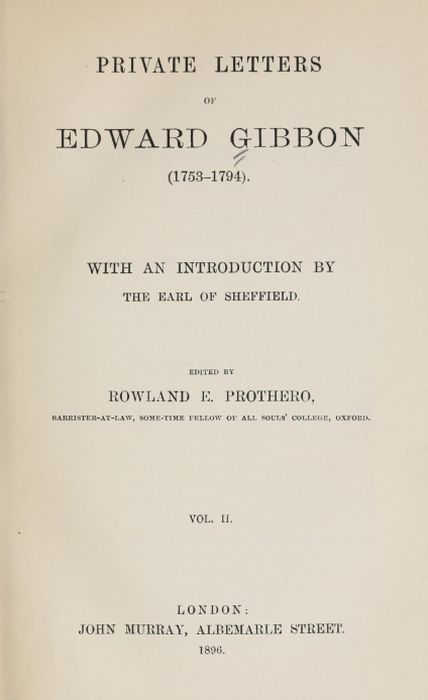 PRIVATE LETTERS
OF
EDWARD GIBBON
(1753–1794).
WITH AN INTRODUCTION BY
THE EARL OF SHEFFIELD.
EDITED BY
ROWLAND E. PROTHERO,
BARRISTER-AT-LAW, SOME-TIME FELLOW OF ALL SOULS' COLLEGE, OXFORD.
VOL. II.
LONDON:
JOHN MURRAY, ALBEMARLE STREET.
1896.